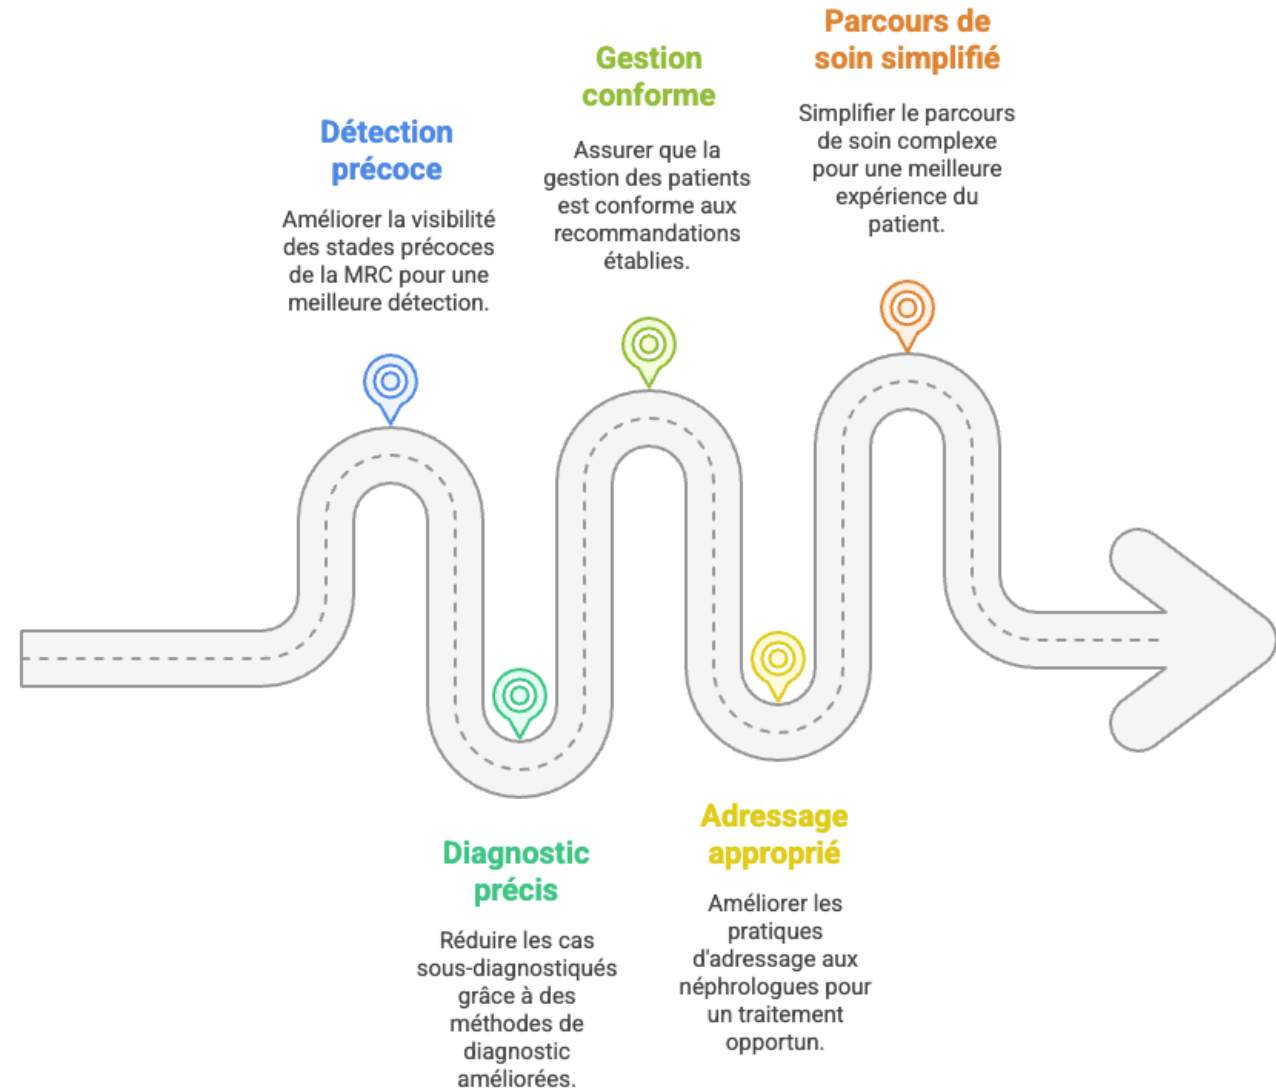 Détection
précoce
Améliorer la visibilité
des stades précoces
de la MRC pour une
meilleure détection.
Diagnostic
précis
Réduire les cas
sous-diagnostiqués
grâce à des
méthodes de
diagnostic
améliorées.
Gestion
conforme
Assurer que la
gestion des patients
est conforme aux
recommandations
établies.
Adressage
approprié
Améliorer les
pratiques
d'adressage aux
néphrologues pour
un traitement
opportun.
Parcours de
soin simplifié
Simplifier le parcours
de soin complexe
pour une meilleure
expérience du
patient.